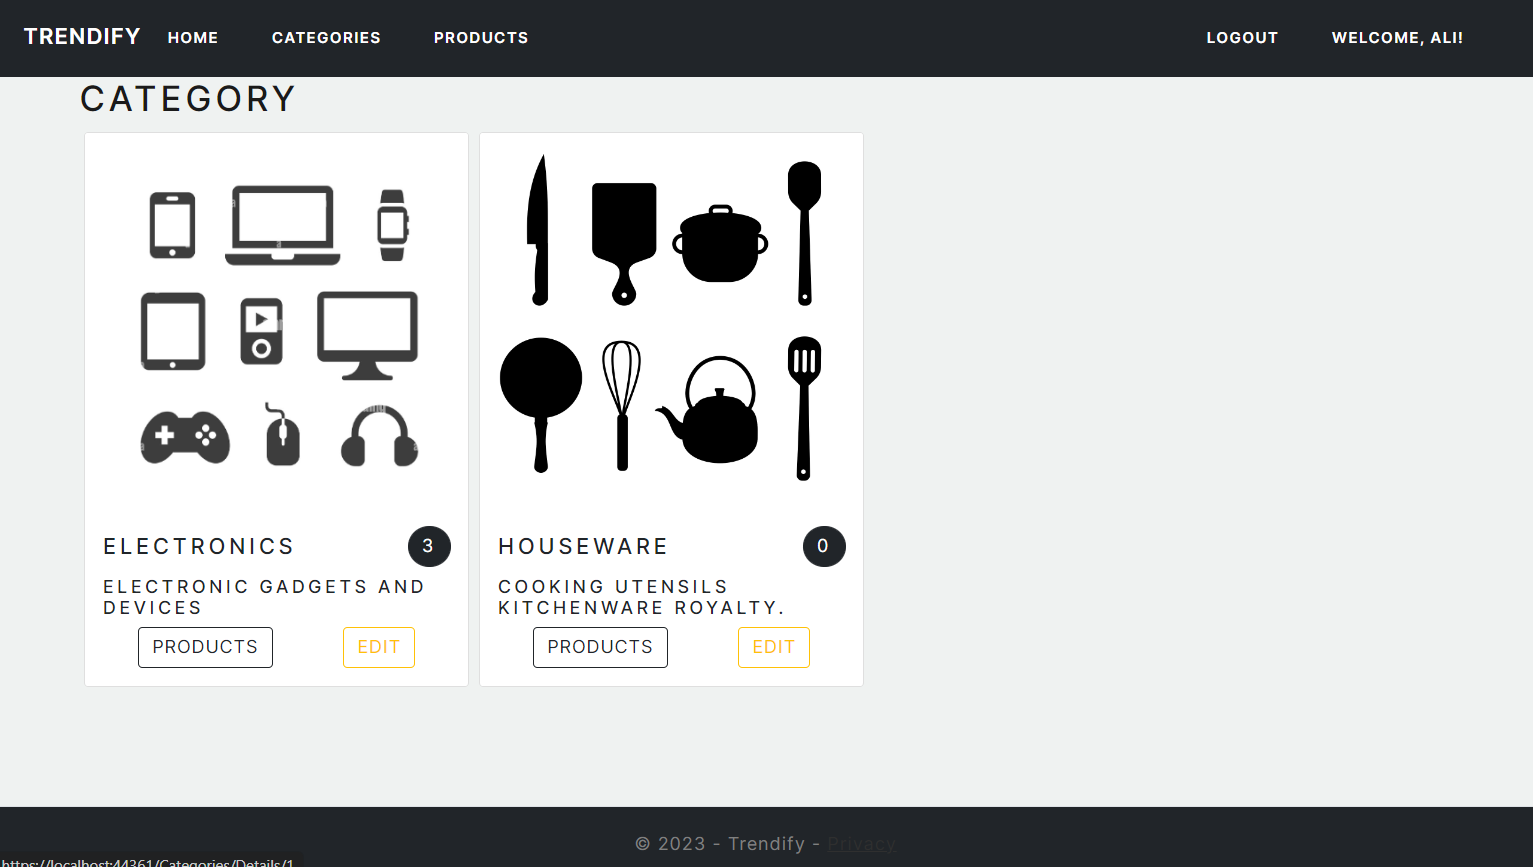 TRENDIFY HOME CATEGORIES PRODUCTS LOGOUT WELCOME, ALI!
CATEGORY
ELECTRONICS 3
ELECTRONIC GADGETS AND
DEVICES
PRODUCTS EDIT
HOUSEWARE 0
COOKING UTENSILS
KITCHENWARE ROYALTY.
PRODUCTS EDIT
© 2023 - Trendify - Privacy
https://localhost:44361/Categories/Details/1